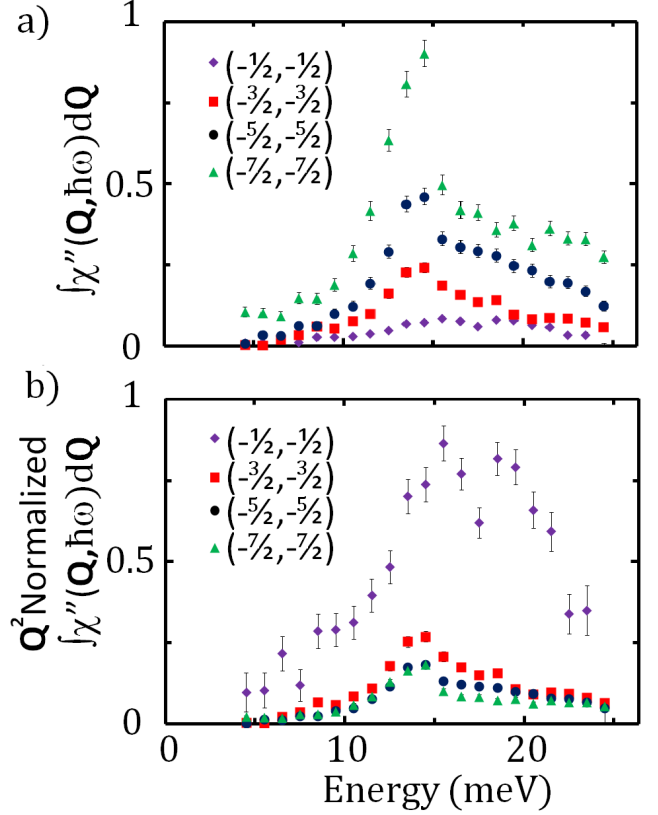 a)
1
0.5
0
∫χ″(Q,ħω)dQ
(-½,-½)
(-³⁄₂,-³⁄₂)
(-⁵⁄₂,-⁵⁄₂)
(-⁷⁄₂,-⁷⁄₂)
b)
1
0.5
0
Q² Normalized
∫χ″(Q,ħω)dQ
(-½,-½)
(-³⁄₂,-³⁄₂)
(-⁵⁄₂,-⁵⁄₂)
(-⁷⁄₂,-⁷⁄₂)
0 10 20
Energy (meV)